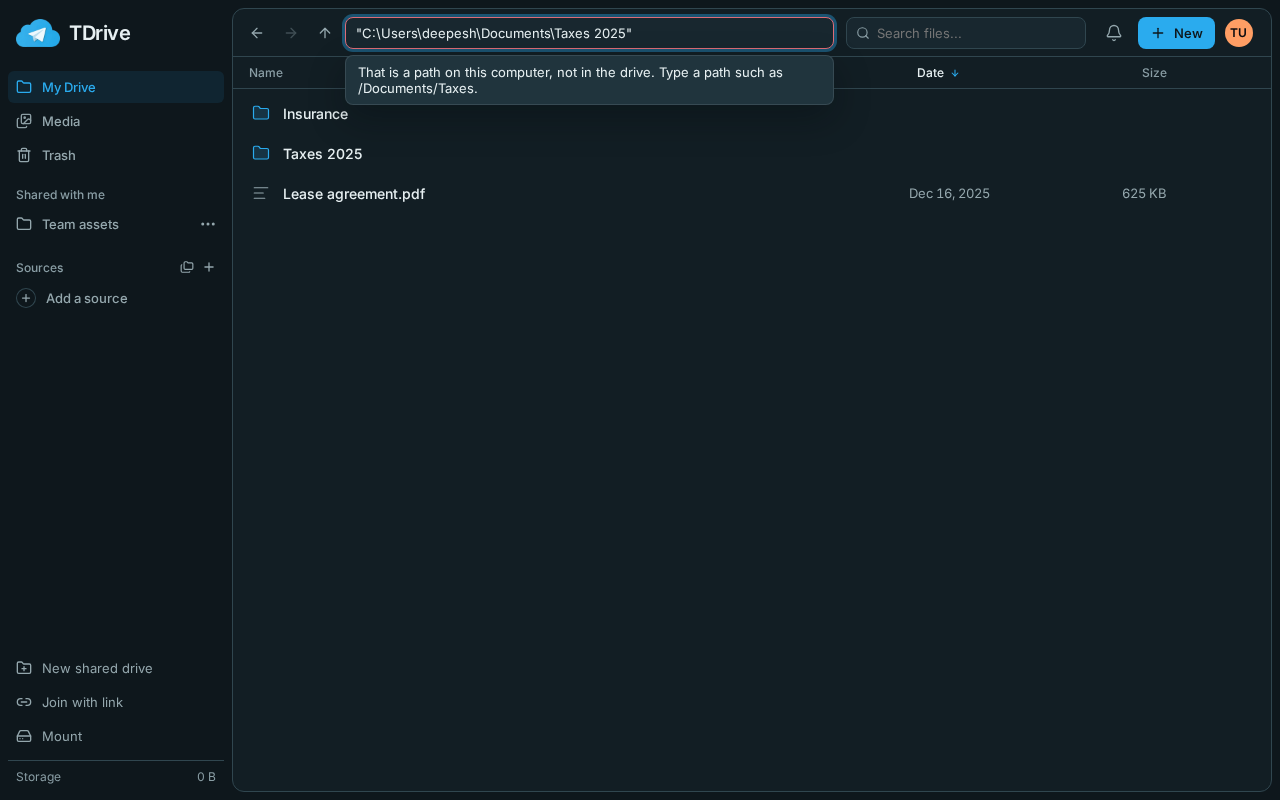 TDrive
"C:\Users\deepesh\Documents\Taxes 2025"
Search files...
New
TU
That is a path on this computer, not in the drive. Type a path such as
/Documents/Taxes.
My Drive
Media
Trash
Shared with me
Team assets
Sources
Add a source
New shared drive
Join with link
Mount
Storage 0 B
Name Date Size
Insurance
Taxes 2025
Lease agreement.pdf Dec 16, 2025 625 KB